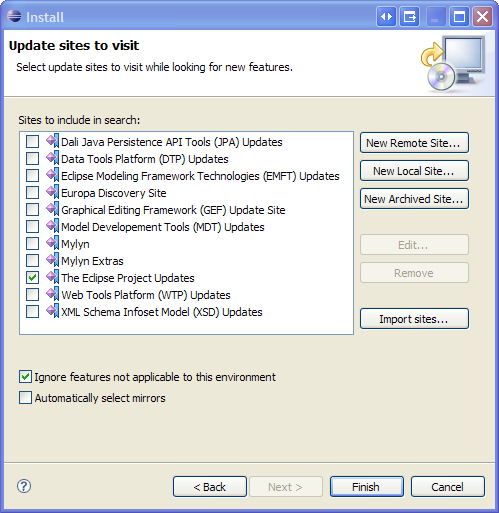 Install
Update sites to visit
Select update sites to visit while looking for new features.
Sites to include in search:
Dali Java Persistence API Tools (JPA) Updates
Data Tools Platform (DTP) Updates
Eclipse Modeling Framework Technologies (EMFT) Updates
Europa Discovery Site
Graphical Editing Framework (GEF) Update Site
Model Developement Tools (MDT) Updates
Mylyn
Mylyn Extras
The Eclipse Project Updates
Web Tools Platform (WTP) Updates
XML Schema Infoset Model (XSD) Updates
New Remote Site...
New Local Site...
New Archived Site...
Edit...
Remove
Import sites...
Ignore features not applicable to this environment
Automatically select mirrors
?
< Back
Next >
Finish
Cancel